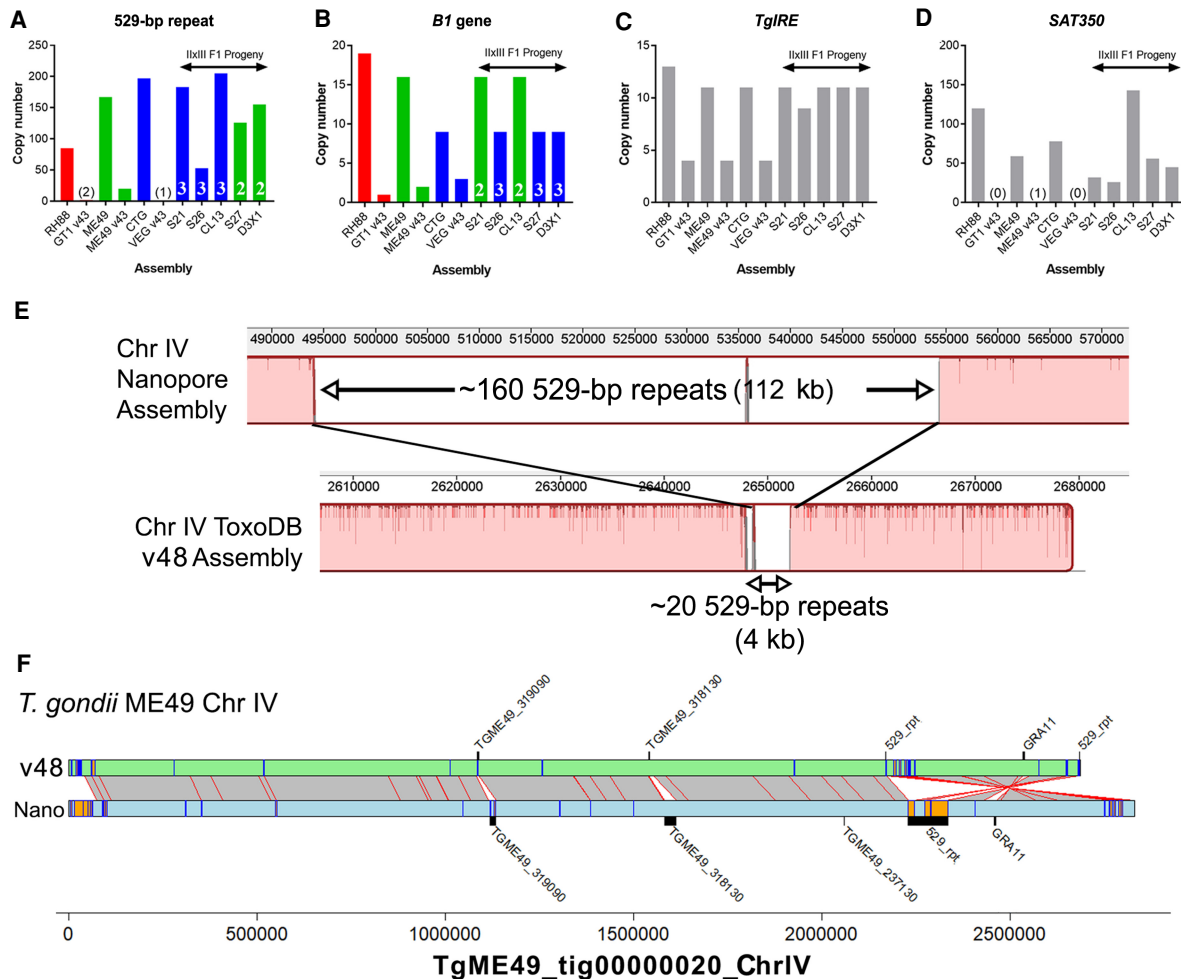 A
529-bp repeat
IIxIII F1 Progeny
Copy number
250
200
150
100
50
0
(2)
(1)
3
3
3
2
2
RH88
GT1 v43
ME49
ME49 v43
CTG
VEG v43
S21
S26
CL13
S27
D3X1
Assembly
B
B1 gene
IIxIII F1 Progeny
Copy number
20
15
10
5
0
2
3
2
3
3
RH88
GT1 v43
ME49
ME49 v43
CTG
VEG v43
S21
S26
CL13
S27
D3X1
Assembly
C
TgIRE
IIxIII F1 Progeny
Copy number
15
10
5
0
RH88
GT1 v43
ME49
ME49 v43
CTG
VEG v43
S21
S26
CL13
S27
D3X1
Assembly
D
SAT350
IIxIII F1 Progeny
Copy number
200
150
100
50
0
(0)
(1)
(0)
RH88
GT1 v43
ME49
ME49 v43
CTG
VEG v43
S21
S26
CL13
S27
D3X1
Assembly
E
490000 495000 500000 505000 510000 515000 520000 525000 530000 535000 540000 545000 550000 555000 560000 565000 570000
Chr IV
Nanopore
Assembly
~160 529-bp repeats (112 kb)
2610000 2620000 2630000 2640000 2650000 2660000 2670000 2680000
Chr IV ToxoDB
v48 Assembly
~20 529-bp repeats
(4 kb)
F
T. gondii ME49 Chr IV
TGME49_319090
TGME49_318130
529_rpt
GRA11
529_rpt
v48
Nano
TGME49_319090
TGME49_318130
TGME49_237130
529_rpt
GRA11
0 500000 1000000 1500000 2000000 2500000
TgME49_tig00000020_ChrIV